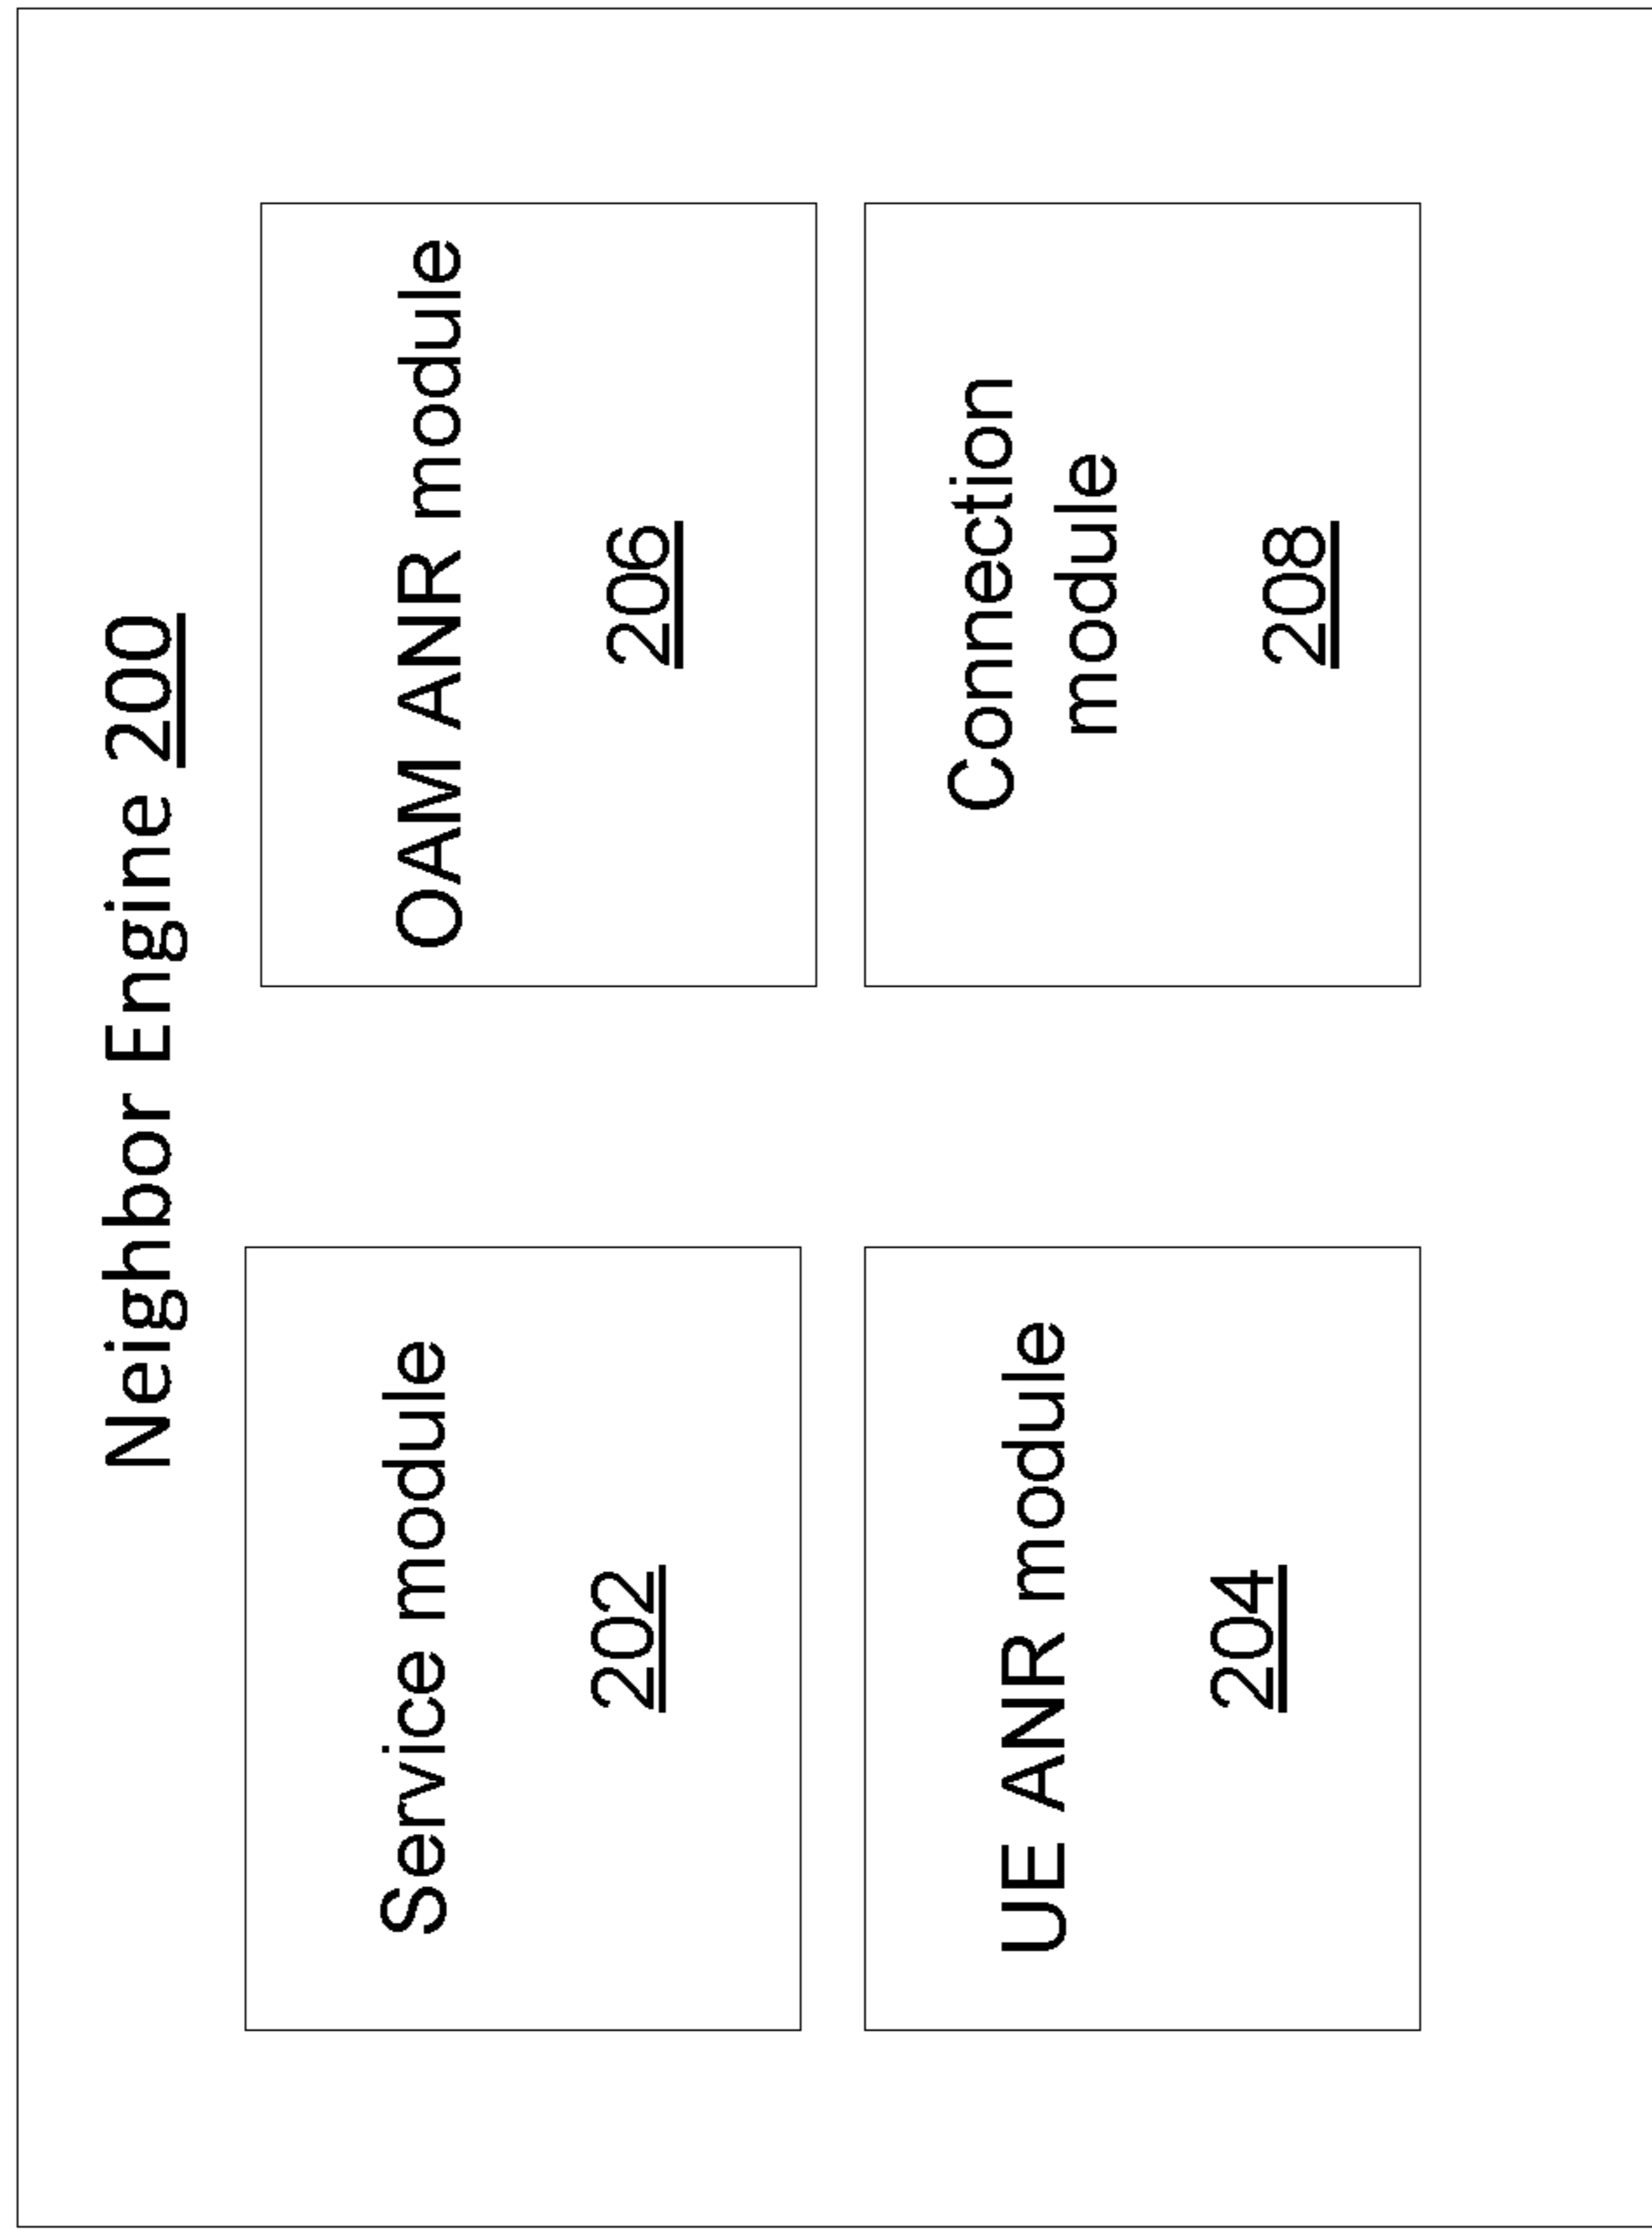 Neighbor Engine 200
Service module
202
OAM ANR module
206
UE ANR module
204
Connection
module
208